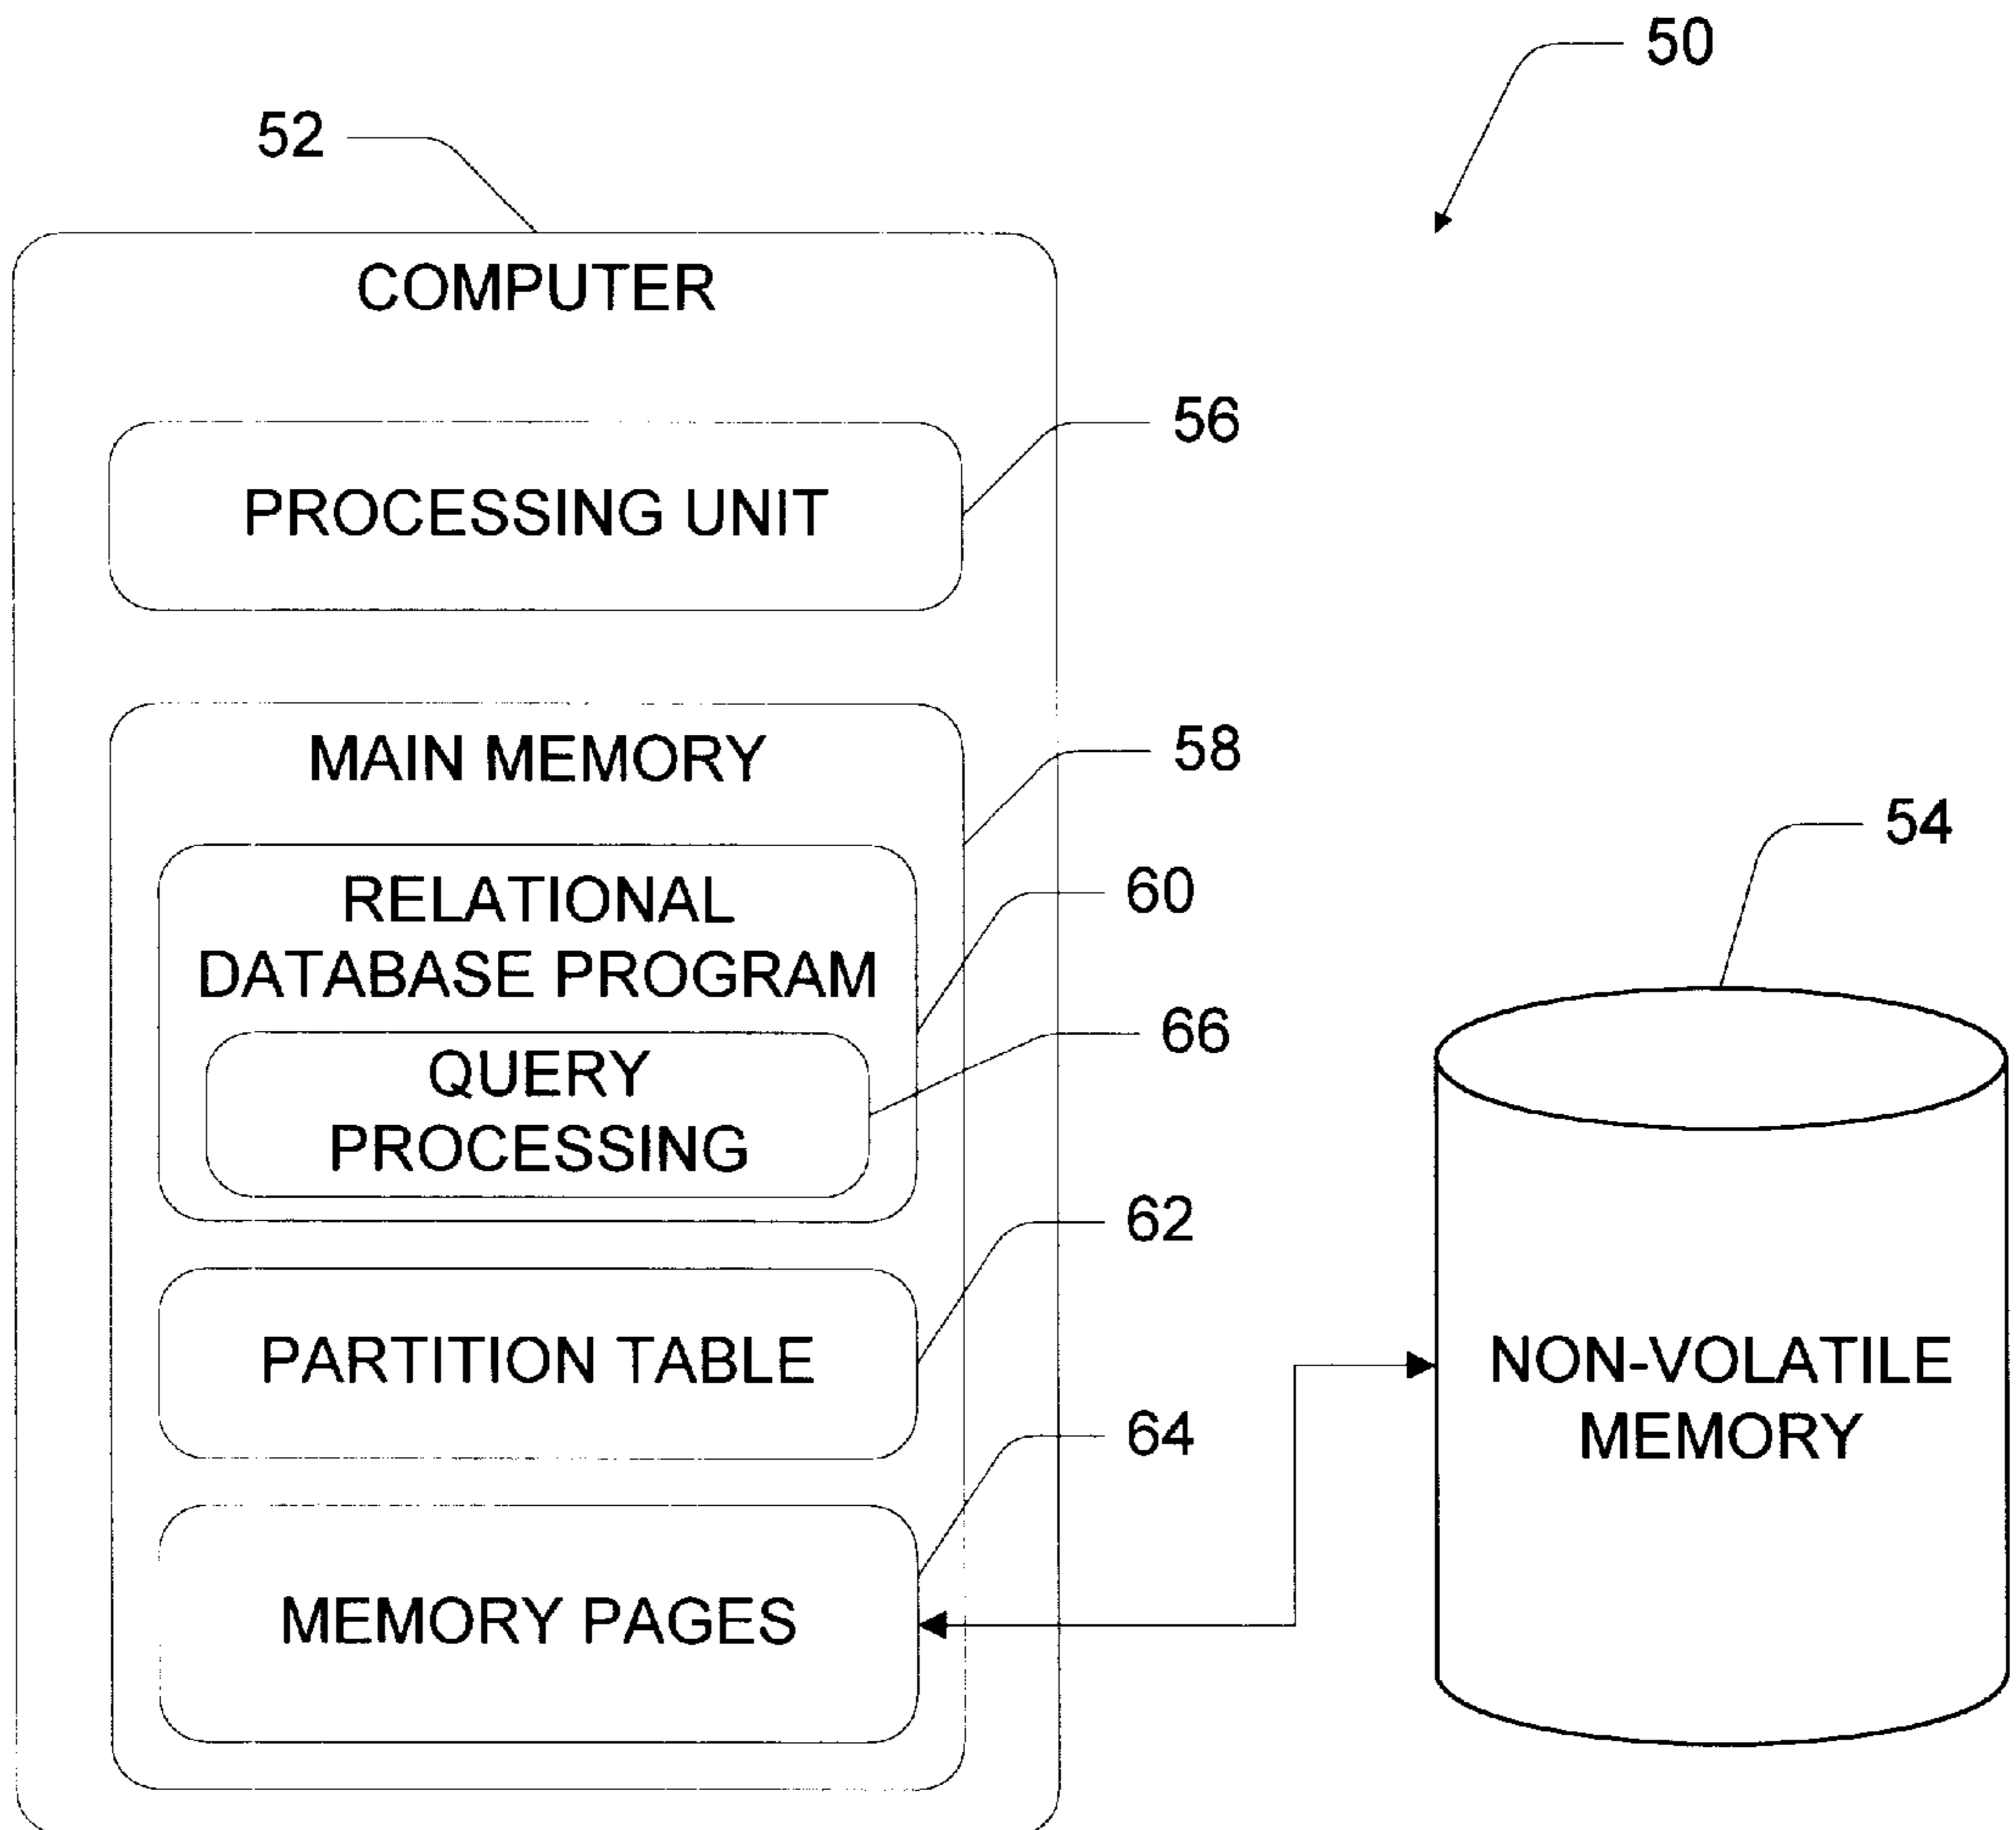 50
52
COMPUTER
56
PROCESSING UNIT
58
MAIN MEMORY
54
60
RELATIONAL
DATABASE PROGRAM
66
QUERY
PROCESSING
62
PARTITION TABLE
NON-VOLATILE
MEMORY
64
MEMORY PAGES